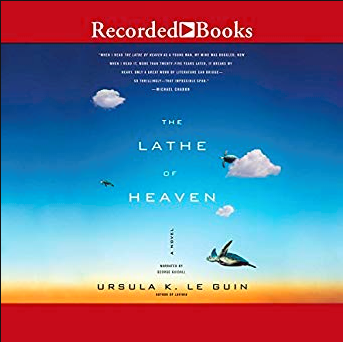 Recorded Books
"WHEN I READ THE LATHE OF HEAVEN AS A YOUNG MAN, MY MIND WAS BOGGLED; NOW
WHEN I READ IT, MORE THAN TWENTY-FIVE YEARS LATER, IT BREAKS MY
HEART. ONLY A GREAT WORK OF LITERATURE CAN BRIDGE—
SO THRILLINGLY—THAT IMPOSSIBLE SPAN."
—MICHAEL CHABON
THE
LATHE
OF
HEAVEN
A NOVEL
NARRATED BY
GEORGE GUIDALL
URSULA K. LE GUIN
AUTHOR OF LAVINIA